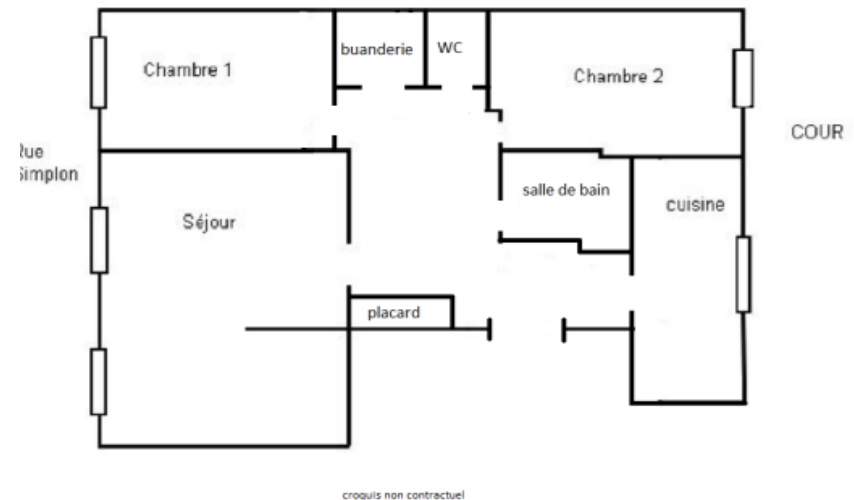 buanderie
WC
Chambre 1
Chambre 2
COUR
Rue
Simplon
salle de bain
cuisine
Séjour
placard
croquis non contractuel